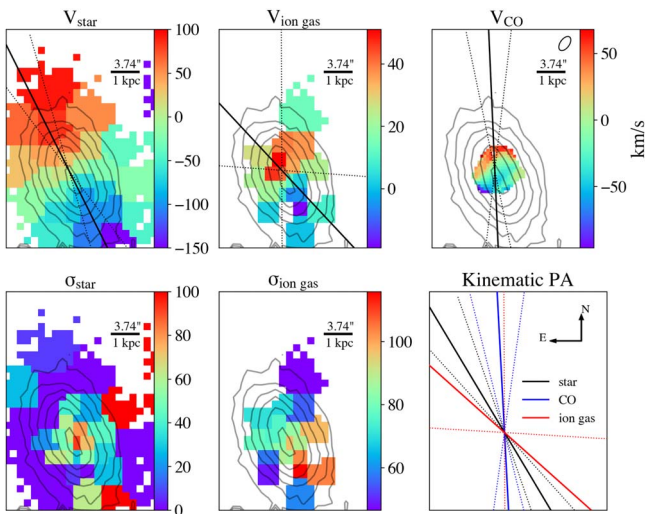 V_star
V_ion gas
V_CO
3.74"
1 kpc
100
50
0
−50
−100
−150
3.74"
1 kpc
40
20
0
3.74"
1 kpc
50
0
−50
km/s
σ_star
σ_ion gas
Kinematic PA
3.74"
1 kpc
100
80
60
40
20
0
3.74"
1 kpc
100
80
60
N
E
star
CO
ion gas